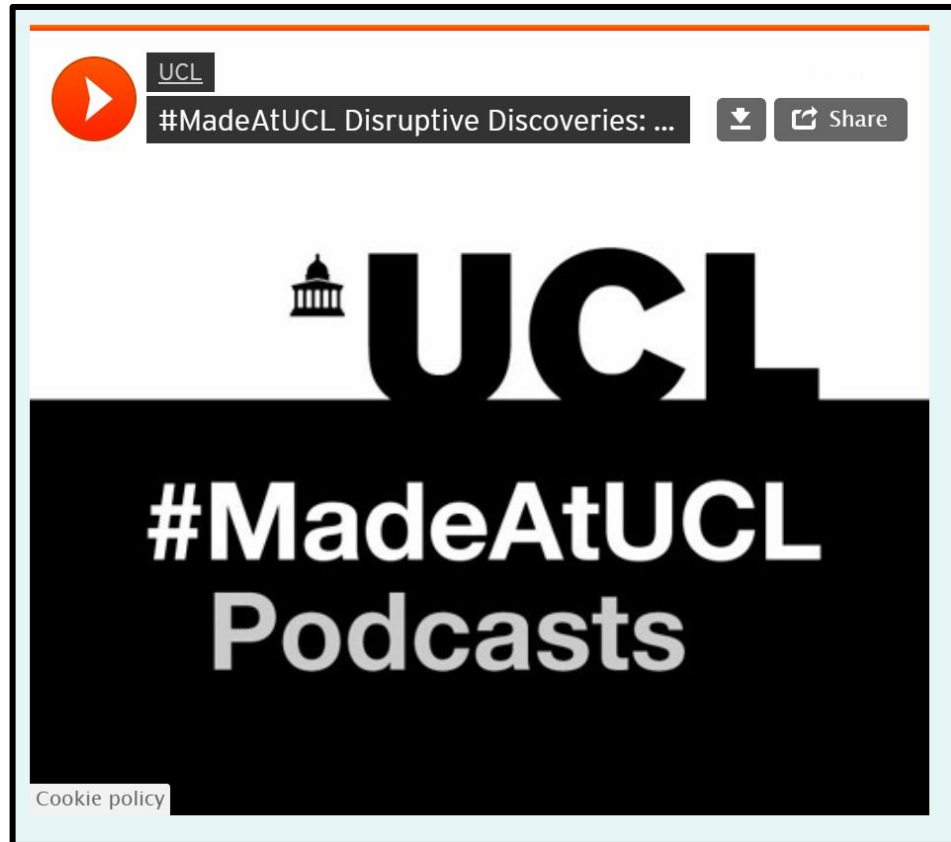 UCL
#MadeAtUCL Disruptive Discoveries: ...
Share
UCL
#MadeAtUCL
Podcasts
Cookie policy